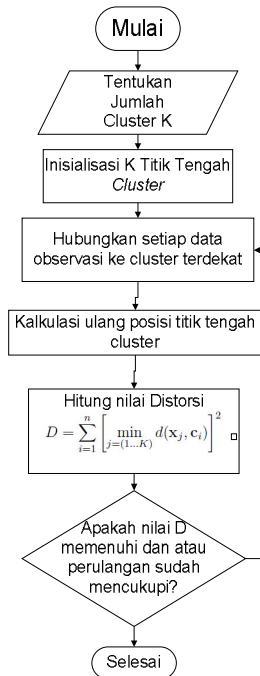 Mulai
Tentukan
Jumlah
Cluster K
Inisialisasi K Titik Tengah
Cluster
Hubungkan setiap data
observasi ke cluster terdekat
Kalkulasi ulang posisi titik tengah
cluster
Hitung nilai Distorsi
D = \sum_{i=1}^{n} \left[ \min_{j=(1...K)} d(\mathbf{x}_j, \mathbf{c}_i) \right]^2
Apakah nilai D
memenuhi dan atau
perulangan sudah
mencukupi?
Selesai